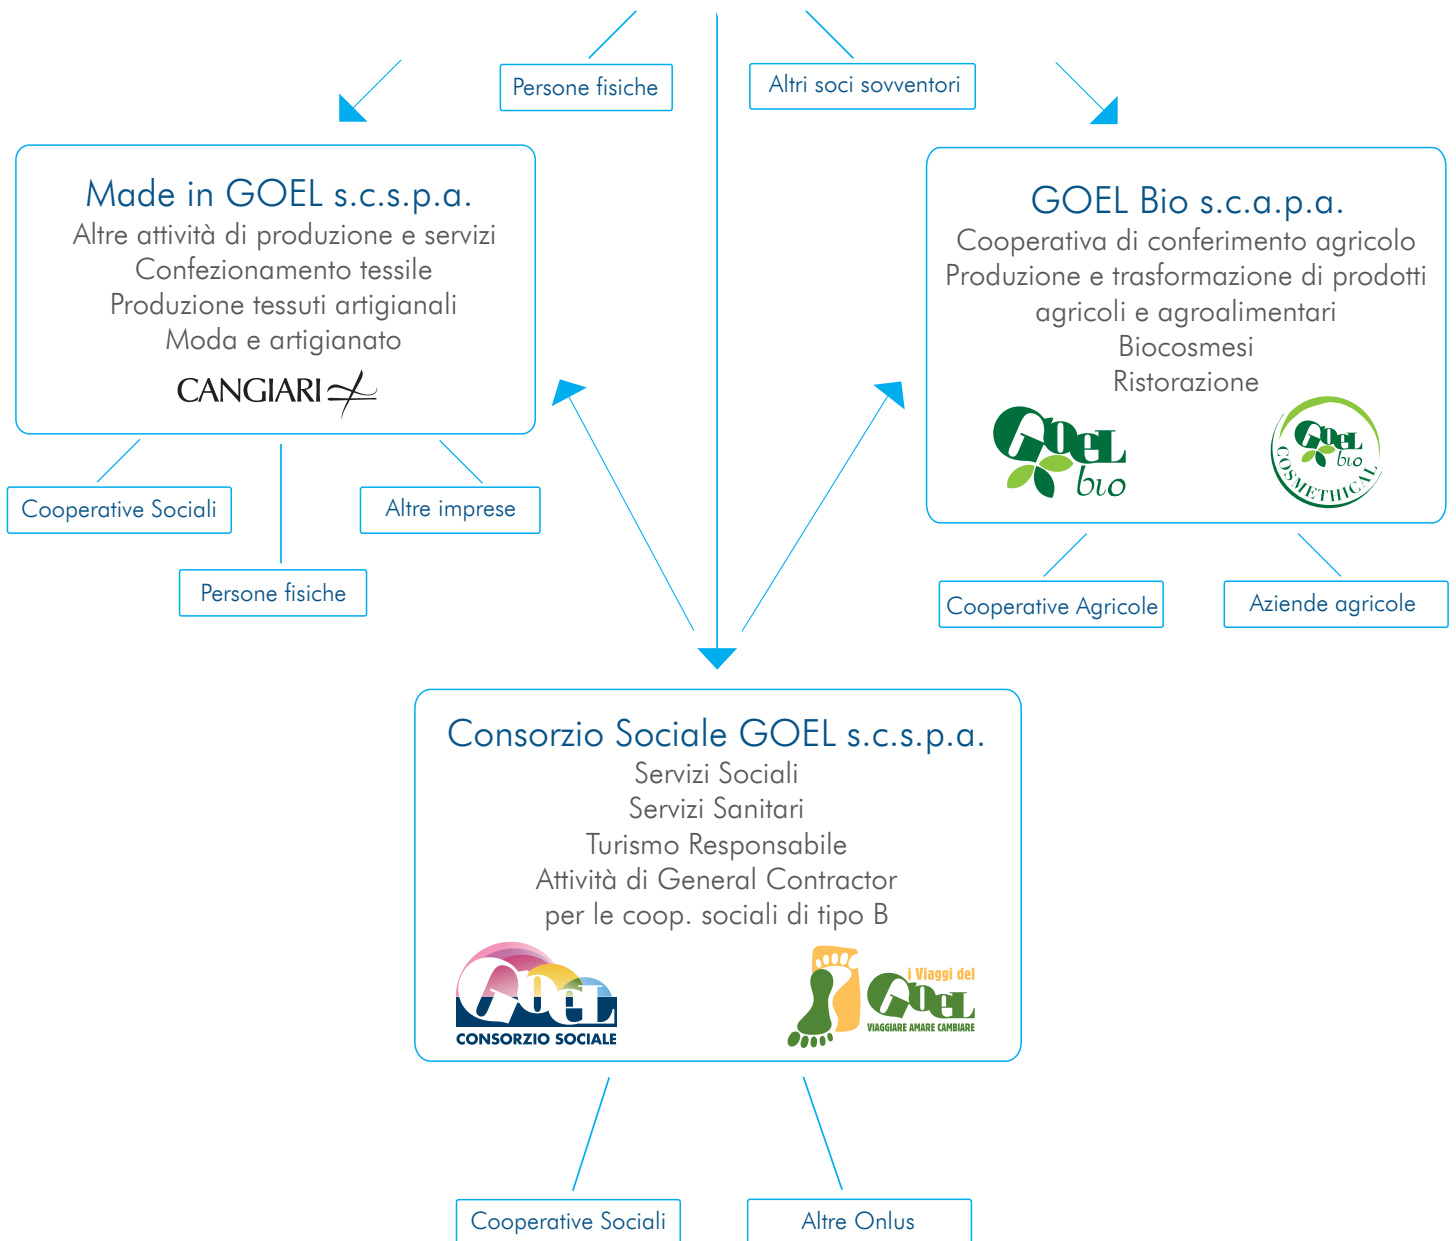 Persone fisiche
Altri soci sovventori
Made in GOEL s.c.s.p.a.
Altre attività di produzione e servizi
Confezionamento tessile
Produzione tessuti artigianali
Moda e artigianato
CANGIARI
Cooperative Sociali
Altre imprese
Persone fisiche
GOEL Bio s.c.a.p.a.
Cooperativa di conferimento agricolo
Produzione e trasformazione di prodotti
agricoli e agroalimentari
Biocosmesi
Ristorazione
GOEL
bio
GOEL
bio
COSMETHICAL
Cooperative Agricole
Aziende agricole
Consorzio Sociale GOEL s.c.s.p.a.
Servizi Sociali
Servizi Sanitari
Turismo Responsabile
Attività di General Contractor
per le coop. sociali di tipo B
GOEL
CONSORZIO SOCIALE
i Viaggi del
GOEL
VIAGGIARE AMARE CAMBIARE
Cooperative Sociali
Altre Onlus